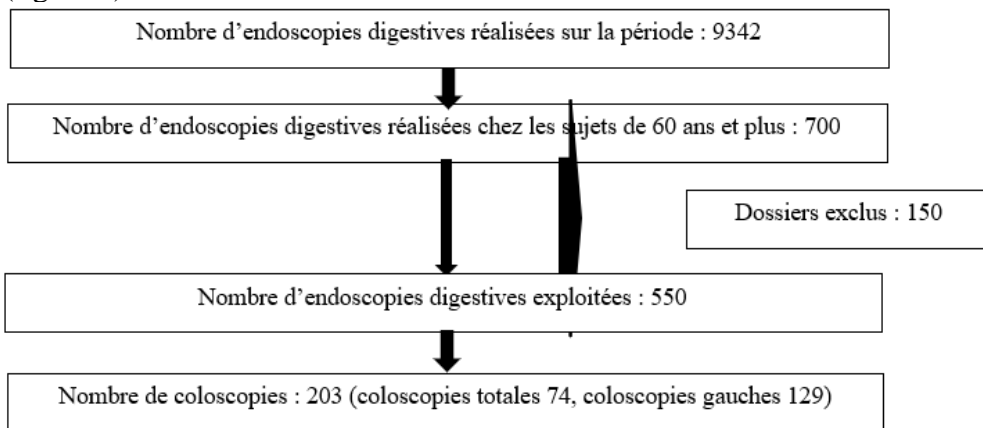 Nombre d’endoscopies digestives réalisées sur la période : 9342
Nombre d’endoscopies digestives réalisées chez les sujets de 60 ans et plus : 700
Dossiers exclus : 150
Nombre d’endoscopies digestives exploitées : 550
Nombre de coloscopies : 203 (coloscopies totales 74, coloscopies gauches 129)